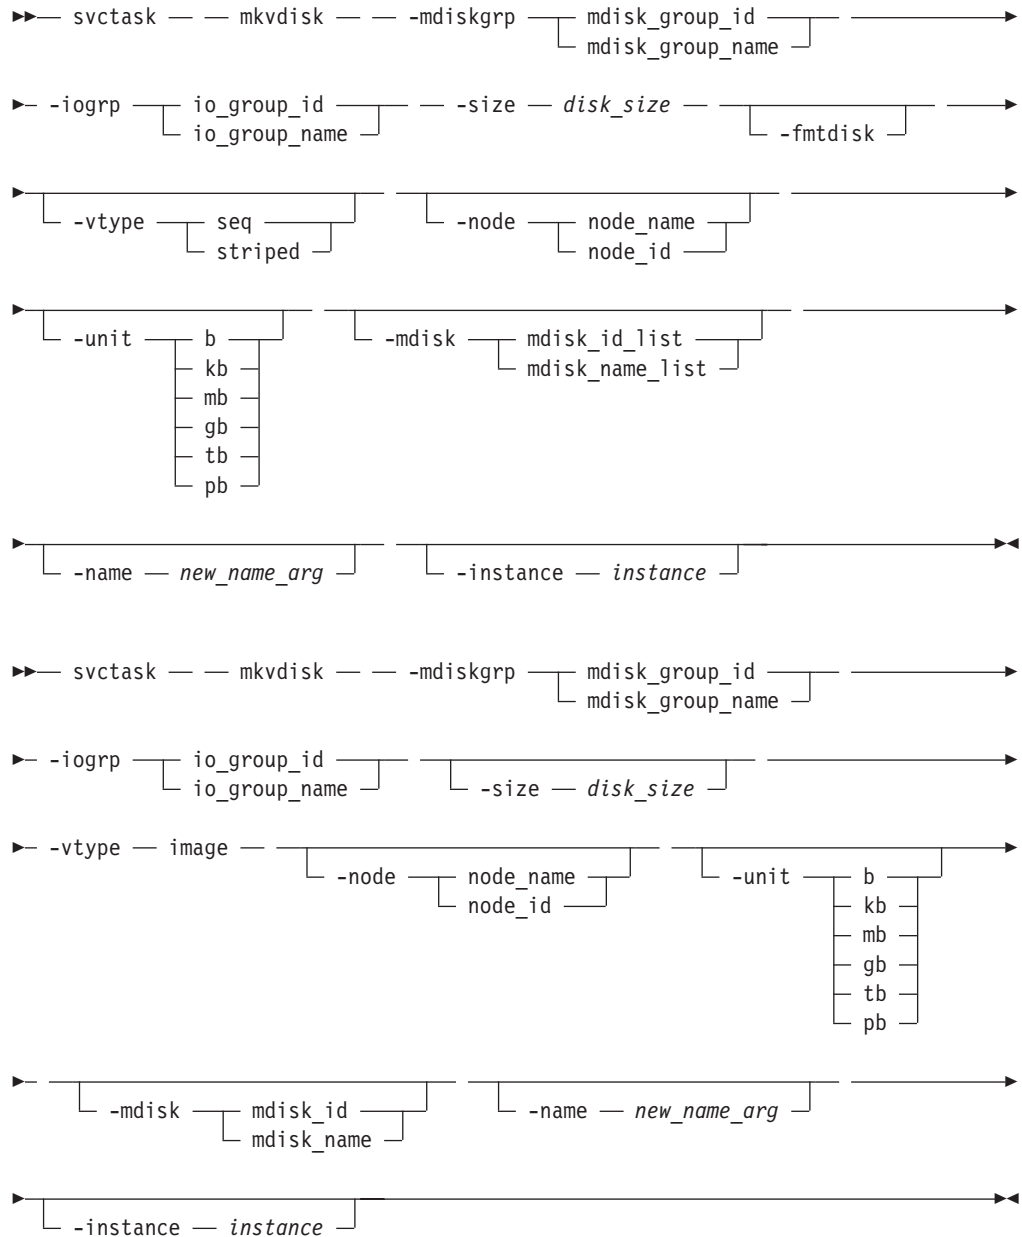 svctask mkvdisk -mdiskgrp mdisk_group_id
mdisk_group_name
-iogrp io_group_id -size disk_size
io_group_name -fmtdisk
-vtype seq -node node_name
striped node_id
-unit b -mdisk mdisk_id_list
kb mdisk_name_list
mb
gb
tb
pb
-name new_name_arg -instance instance
svctask mkvdisk -mdiskgrp mdisk_group_id
mdisk_group_name
-iogrp io_group_id
io_group_name -size disk_size
-vtype image
-node node_name -unit b
node_id kb
mb
gb
tb
pb
-mdisk mdisk_id -name new_name_arg
mdisk_name
-instance instance